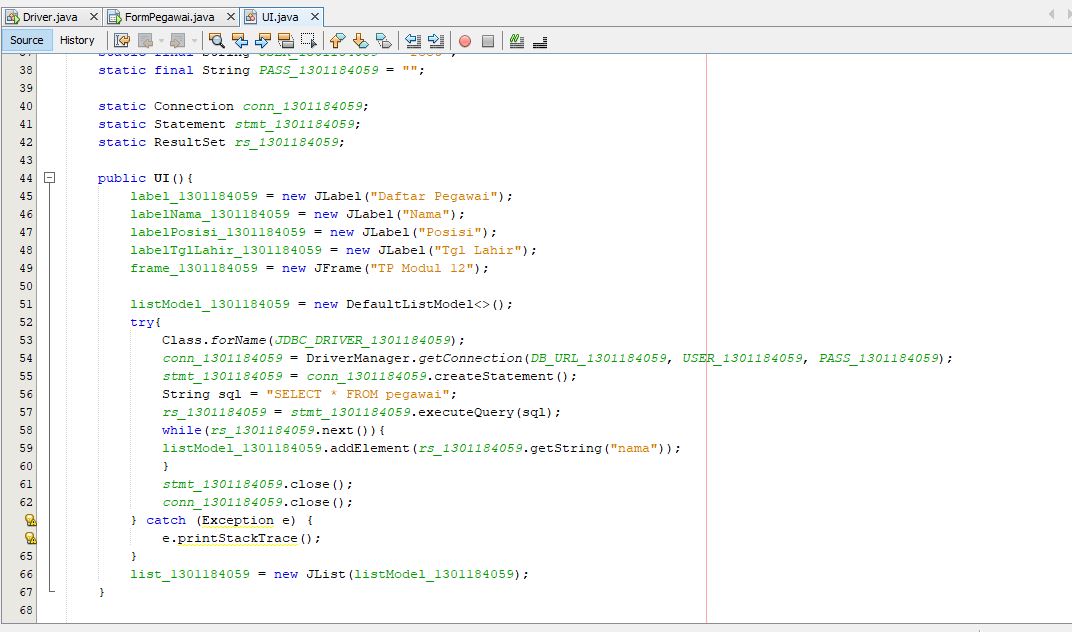 Driver.java FormPegawai.java UI.java
Source History
38 static final String PASS_1301184059 = "";
39
40 static Connection conn_1301184059;
41 static Statement stmt_1301184059;
42 static ResultSet rs_1301184059;
43
44 public UI(){
45 label_1301184059 = new JLabel("Daftar Pegawai");
46 labelNama_1301184059 = new JLabel("Nama");
47 labelPosisi_1301184059 = new JLabel("Posisi");
48 labelTglLahir_1301184059 = new JLabel("Tgl Lahir");
49 frame_1301184059 = new JFrame("TP Modul 12");
50
51 listModel_1301184059 = new DefaultListModel<>();
52 try{
53 Class.forName(JDBC_DRIVER_1301184059);
54 conn_1301184059 = DriverManager.getConnection(DB_URL_1301184059, USER_1301184059, PASS_1301184059);
55 stmt_1301184059 = conn_1301184059.createStatement();
56 String sql = "SELECT * FROM pegawai";
57 rs_1301184059 = stmt_1301184059.executeQuery(sql);
58 while(rs_1301184059.next()){
59 listModel_1301184059.addElement(rs_1301184059.getString("nama"));
60 }
61 stmt_1301184059.close();
62 conn_1301184059.close();
} catch (Exception e) {
e.printStackTrace();
65 }
66 list_1301184059 = new JList(listModel_1301184059);
67 }
68